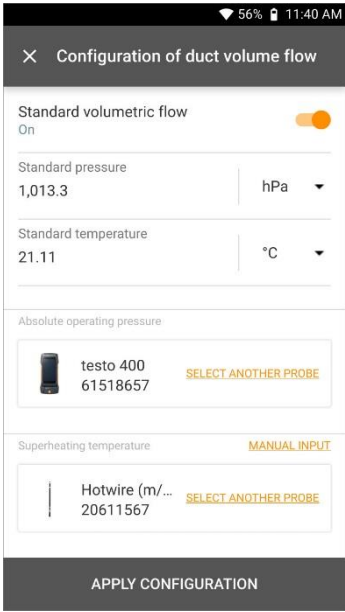 56% 11:40 AM
Configuration of duct volume flow
Standard volumetric flow
On
Standard pressure
1,013.3 hPa
Standard temperature
21.11 °C
Absolute operating pressure
testo 400
61518657 SELECT ANOTHER PROBE
Superheating temperature MANUAL INPUT
Hotwire (m/...
20611567 SELECT ANOTHER PROBE
APPLY CONFIGURATION